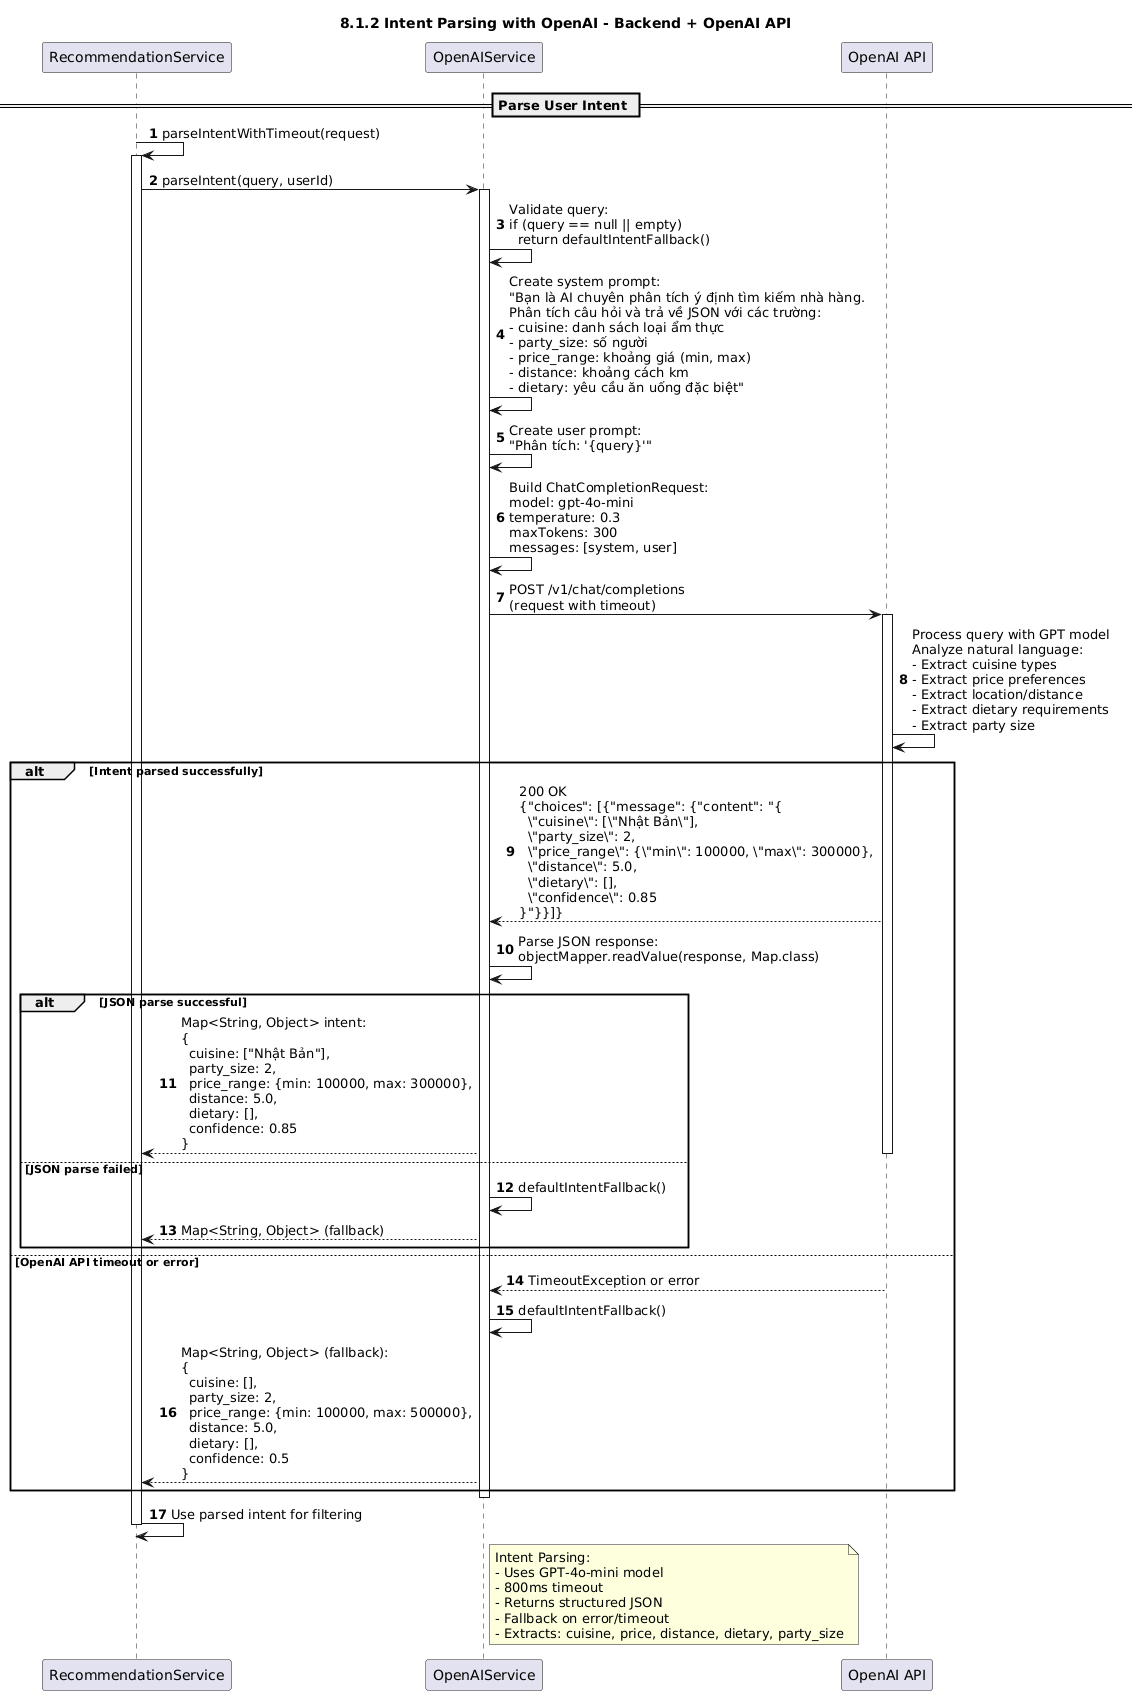 8.1.2 Intent Parsing with OpenAI - Backend + OpenAI API
RecommendationService
OpenAIService
OpenAI API
Parse User Intent
1 parseIntentWithTimeout(request)
2 parseIntent(query, userId)
Validate query:
3 if (query == null || empty)
return defaultIntentFallback()
Create system prompt:
"Bạn là AI chuyên phân tích ý định tìm kiếm nhà hàng.
Phân tích câu hỏi và trả về JSON với các trường:
- cuisine: danh sách loại ẩm thực
4
- party_size: số người
- price_range: khoảng giá (min, max)
- distance: khoảng cách km
- dietary: yêu cầu ăn uống đặc biệt"
Create user prompt:
5
"Phân tích: '{query}'"
Build ChatCompletionRequest:
model: gpt-4o-mini
6 temperature: 0.3
maxTokens: 300
messages: [system, user]
7 POST /v1/chat/completions
(request with timeout)
Process query with GPT model
Analyze natural language:
- Extract cuisine types
8 - Extract price preferences
- Extract location/distance
- Extract dietary requirements
- Extract party size
alt [Intent parsed successfully]
200 OK
{"choices": [{"message": {"content": "{
\"cuisine\": [\"Nhật Bản\"],
\"party_size\": 2,
9 \"price_range\": {\"min\": 100000, \"max\": 300000},
\"distance\": 5.0,
\"dietary\": [],
\"confidence\": 0.85
}"}}]}
10 Parse JSON response:
objectMapper.readValue(response, Map.class)
alt [JSON parse successful]
Map<String, Object> intent:
{
cuisine: ["Nhật Bản"],
party_size: 2,
11 price_range: {min: 100000, max: 300000},
distance: 5.0,
dietary: [],
confidence: 0.85
}
[JSON parse failed]
12 defaultIntentFallback()
13 Map<String, Object> (fallback)
[OpenAI API timeout or error]
14 TimeoutException or error
15 defaultIntentFallback()
Map<String, Object> (fallback):
{
cuisine: [],
party_size: 2,
16 price_range: {min: 100000, max: 500000},
distance: 5.0,
dietary: [],
confidence: 0.5
}
17 Use parsed intent for filtering
Intent Parsing:
- Uses GPT-4o-mini model
- 800ms timeout
- Returns structured JSON
- Fallback on error/timeout
- Extracts: cuisine, price, distance, dietary, party_size
RecommendationService
OpenAIService
OpenAI API